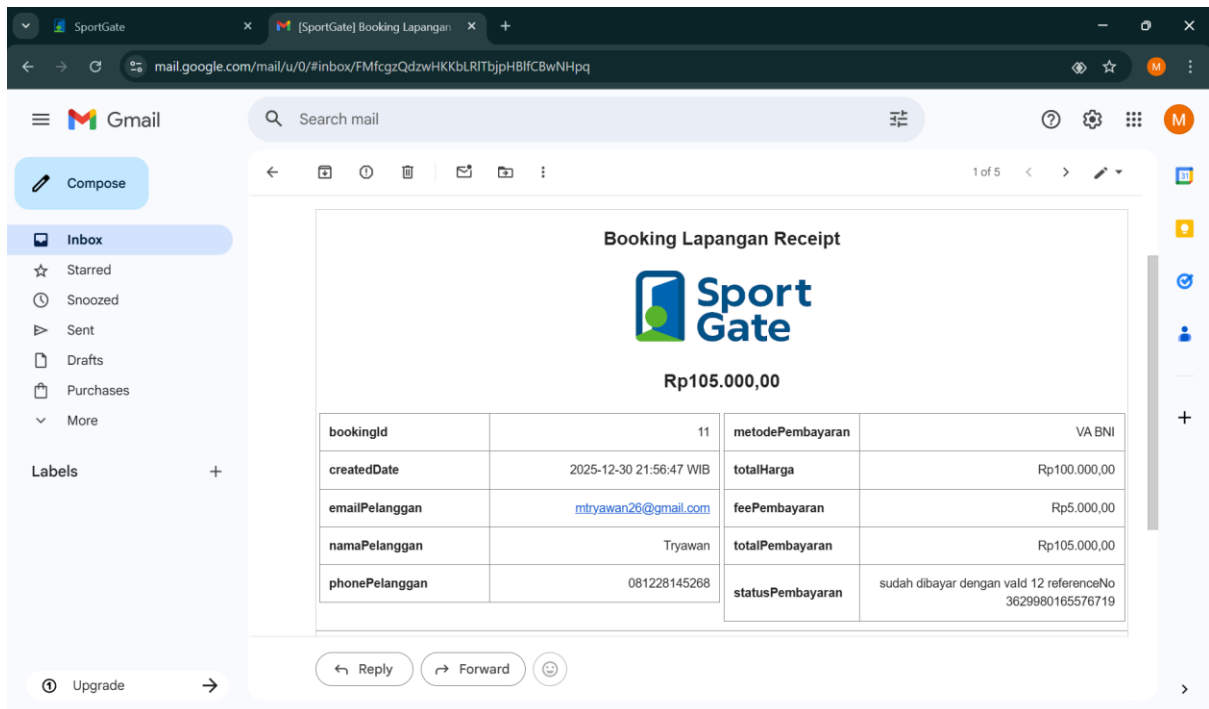 SportGate
[SportGate] Booking Lapangan
mail.google.com/mail/u/0/#inbox/FMfcgzQdzwHKKbLRlTbjpHBlfCBwNHpq
M
Gmail
Search mail
M
Compose
1 of 5
31
Inbox
Starred
Snoozed
Sent
Drafts
Purchases
More
Labels
Upgrade
Booking Lapangan Receipt
Sport
Gate
Rp105.000,00
bookingId 11
createdDate 2025-12-30 21:56:47 WIB
emailPelanggan mtryawan26@gmail.com
namaPelanggan Tryawan
phonePelanggan 081228145268
metodePembayaran VA BNI
totalHarga Rp100.000,00
feePembayaran Rp5.000,00
totalPembayaran Rp105.000,00
statusPembayaran sudah dibayar dengan vaId 12 referenceNo
3629980165576719
Reply
Forward